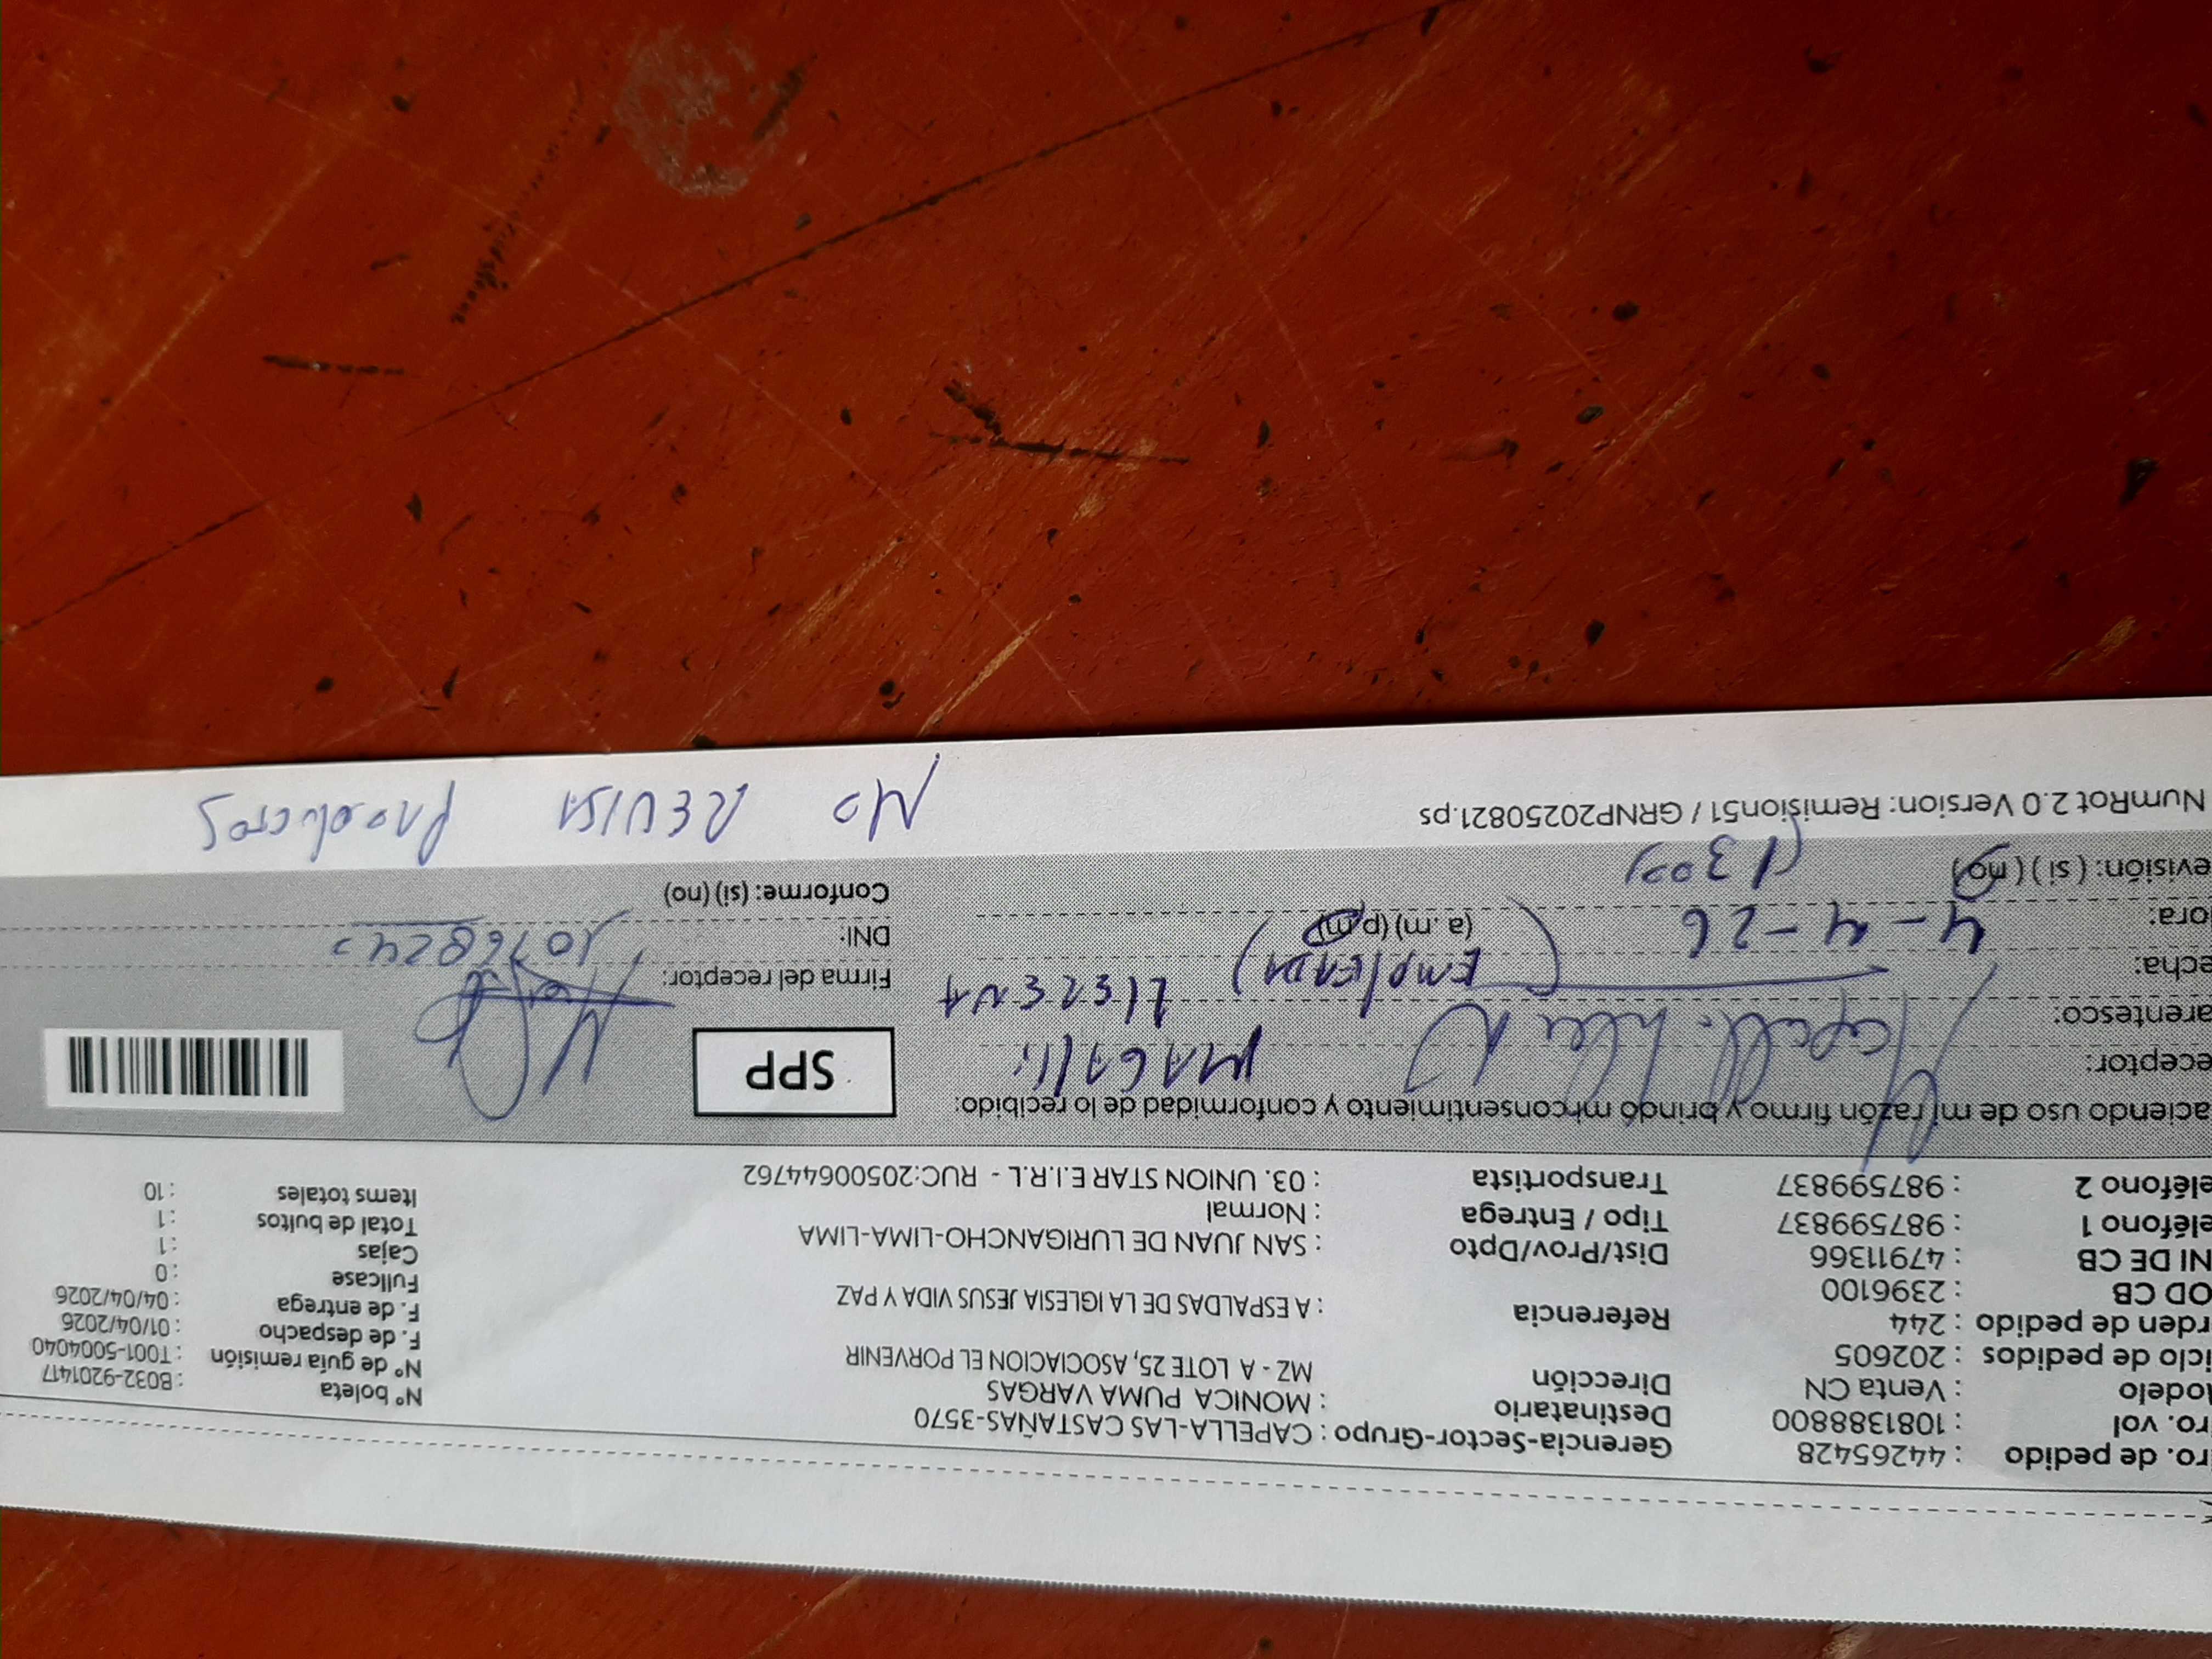 ro. de pedido : 44265428
ro. vol : 1081388800
odelo : Venta CN
iclo de pedidos : 202605
rden de pedido : 244
OD CB : 2396100
NI DE CB : 47911366
eléfono 1 : 987599837
eléfono 2 : 987599837
Gerencia-Sector-Grupo : CAPELLA-LAS CASTAÑAS-3570
Destinatario : MONICA PUMA VARGAS
Dirección MZ - A LOTE 25, ASOCIACION EL PORVENIR
Referencia : A ESPALDAS DE LA IGLESIA JESUS VIDA Y PAZ
Dist/Prov/Dpto : SAN JUAN DE LURIGANCHO-LIMA-LIMA
Tipo / Entrega : Normal
Transportista : 03. UNION STAR E.I.R.L - RUC:20500644762
Nº boleta : B032-9201417
Nº de guía remisión : T001-5004040
F. de despacho : 01/04/2026
F. de entrega : 04/04/2026
Fullcase : 0
Cajas : 1
Total de bultos : 1
Items totales : 10
aciendo uso de mi razón firmo y brindo mi consentimiento y conformidad de lo recibido:
eceptor: MAGALLI
arentesco: LLERENA
(EMPLEADA)
echa:
ora: 4-4-26 (a. m) (p. m)
evisión: ( si ) ( no ) (1300)
SPP
Firma del receptor:
DNI:
Conforme: (si) (no)
NumRot 2.0 Version: Remision51 / GRNP20250821.ps
NO REVISA PRODUCTOS